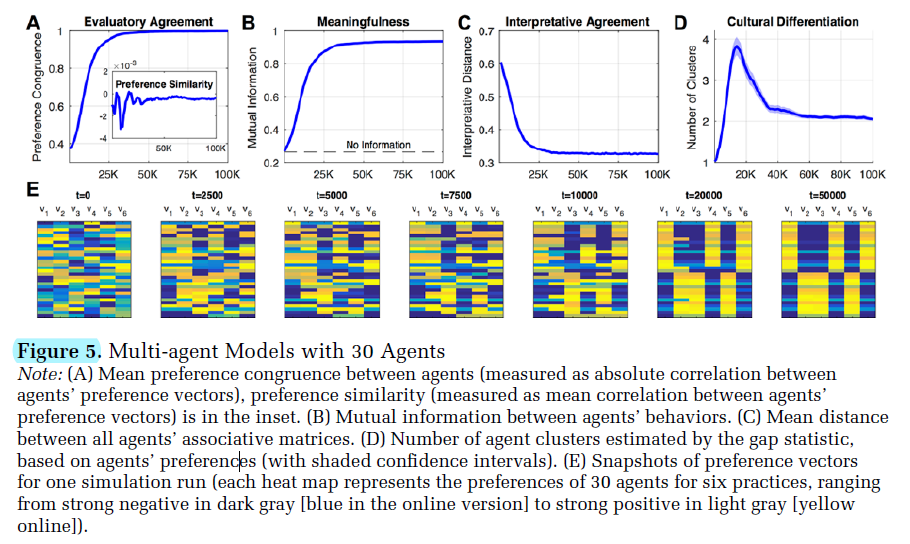 A Evaluatory Agreement
Preference Congruence
1
0.8
0.6
0.4
25K 50K 75K 100K
×10⁻³
Preference Similarity
2
0
-2
-4
50K 100K
B Meaningfulness
Mutual Information
1
0.8
0.6
0.4
0.2
No Information
25K 50K 75K 100K
C Interpretative Agreement
Interpretative Distance
0.7
0.6
0.5
0.4
0.3
25K 50K 75K 100K
D Cultural Differentiation
Number of Clusters
4
3
2
1
20K 40K 60K 80K 100K
E
t=0 t=2500 t=5000 t=7500 t=10000 t=20000 t=50000
v1 v2 v3 v4 v5 v6 v1 v2 v3 v4 v5 v6 v1 v2 v3 v4 v5 v6 v1 v2 v3 v4 v5 v6 v1 v2 v3 v4 v5 v6 v1 v2 v3 v4 v5 v6 v1 v2 v3 v4 v5 v6
Figure 5. Multi-agent Models with 30 Agents
Note: (A) Mean preference congruence between agents (measured as absolute correlation between
agents’ preference vectors), preference similarity (measured as mean correlation between agents’
preference vectors) is in the inset. (B) Mutual information between agents’ behaviors. (C) Mean distance
between all agents’ associative matrices. (D) Number of agent clusters estimated by the gap statistic,
based on agents’ preferences (with shaded confidence intervals). (E) Snapshots of preference vectors
for one simulation run (each heat map represents the preferences of 30 agents for six practices, ranging
from strong negative in dark gray [blue in the online version] to strong positive in light gray [yellow
online]).